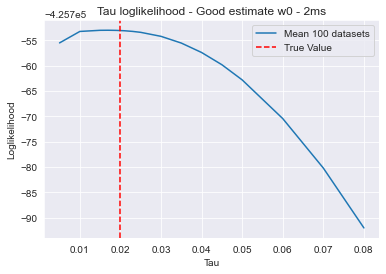 Tau loglikelihood - Good estimate w0 - 2ms
−4.257e5
Mean 100 datasets
True Value
−55
−60
−65
−70
−75
−80
−85
−90
Loglikelihood
0.01 0.02 0.03 0.04 0.05 0.06 0.07 0.08
Tau